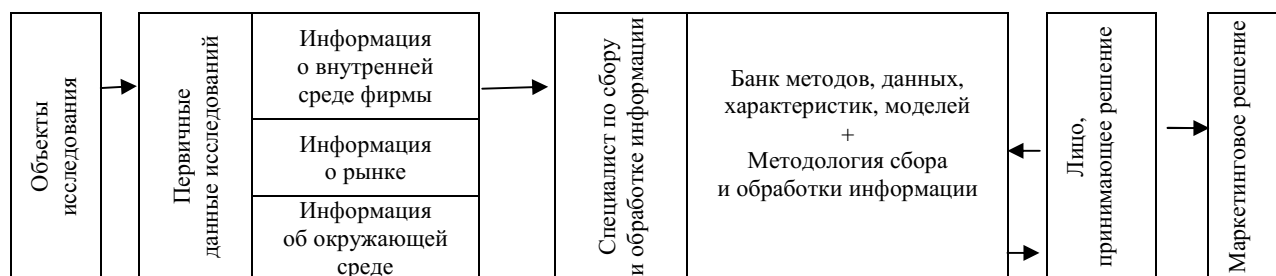 Объекты
исследования
Первичные
данные исследований
Информация
о внутренней
среде фирмы
Информация
о рынке
Информация
об окружающей
среде
Специалист по сбору
и обработке информации
Банк методов, данных,
характеристик, моделей
+
Методология сбора
и обработки информации
Лицо,
принимающее решение
Маркетинговое решение